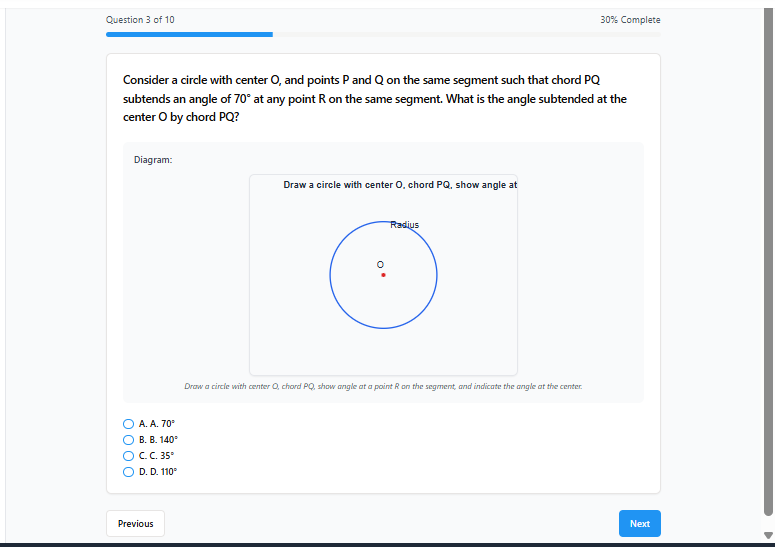 Question 3 of 10
30% Complete
Consider a circle with center O, and points P and Q on the same segment such that chord PQ
subtends an angle of 70° at any point R on the same segment. What is the angle subtended at the
center O by chord PQ?
Diagram:
Draw a circle with center O, chord PQ, show angle at
Radius
O
Draw a circle with center O, chord PQ, show angle at a point R on the segment, and indicate the angle at the center.
A. A. 70°
B. B. 140°
C. C. 35°
D. D. 110°
Previous
Next